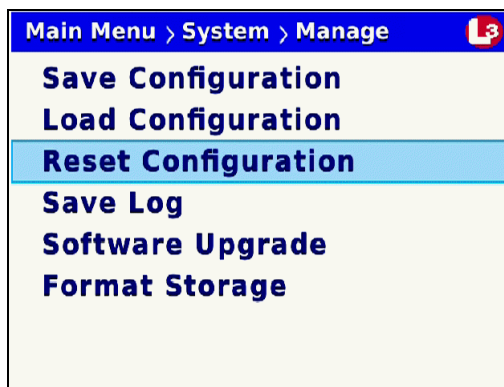 Main Menu > System > Manage L3
Save Configuration
Load Configuration
Reset Configuration
Save Log
Software Upgrade
Format Storage